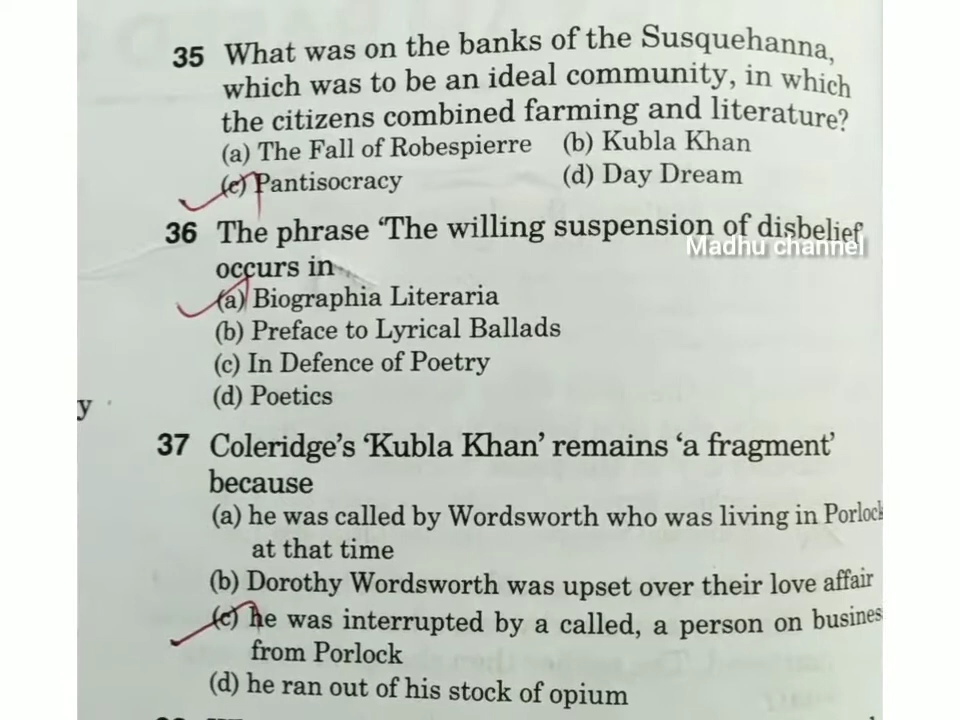 35 What was on the banks of the Susquehanna,
which was to be an ideal community, in which
the citizens combined farming and literature?
(a) The Fall of Robespierre (b) Kubla Khan
(c) Pantisocracy (d) Day Dream
36 The phrase ‘The willing suspension of disbelief
Madhu channel
occurs in
(a) Biographia Literaria
(b) Preface to Lyrical Ballads
(c) In Defence of Poetry
(d) Poetics
y
37 Coleridge’s ‘Kubla Khan’ remains ‘a fragment’
because
(a) he was called by Wordsworth who was living in Porlock
at that time
(b) Dorothy Wordsworth was upset over their love affair
(c) he was interrupted by a called, a person on busines
from Porlock
(d) he ran out of his stock of opium